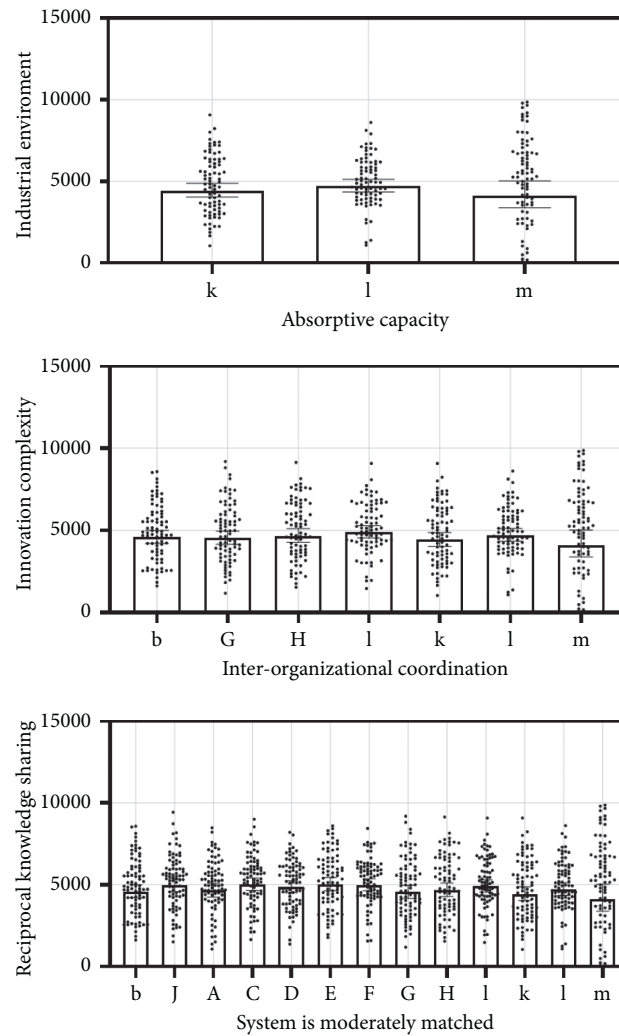 15000
10000
5000
0
Industrial enviroment
k l m
Absorptive capacity
15000
10000
5000
0
Innovation complexity
b G H l k l m
Inter-organizational coordination
15000
10000
5000
0
Reciprocal knowledge sharing
b J A C D E F G H l k l m
System is moderately matched